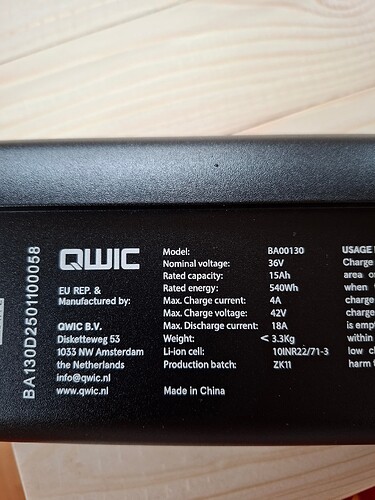 BA130D2501100058
QWIC
EU REP. &
Manufactured by:
QWIC B.V.
Disketteweg 53
1033 NW Amsterdam
the Netherlands
info@qwic.nl
www.qwic.nl
Model: BA00130
Nominal voltage: 36V
Rated capacity: 15Ah
Rated energy: 540Wh
Max. Charge current: 4A
Max. Charge voltage: 42V
Max. Discharge current: 18A
Weight: < 3.3Kg
Li-ion cell: 10INR22/71-3
Production batch: ZK11
Made in China
USAGE
Charge
area o
when
charge
charge
is empt
within
low c
harm t